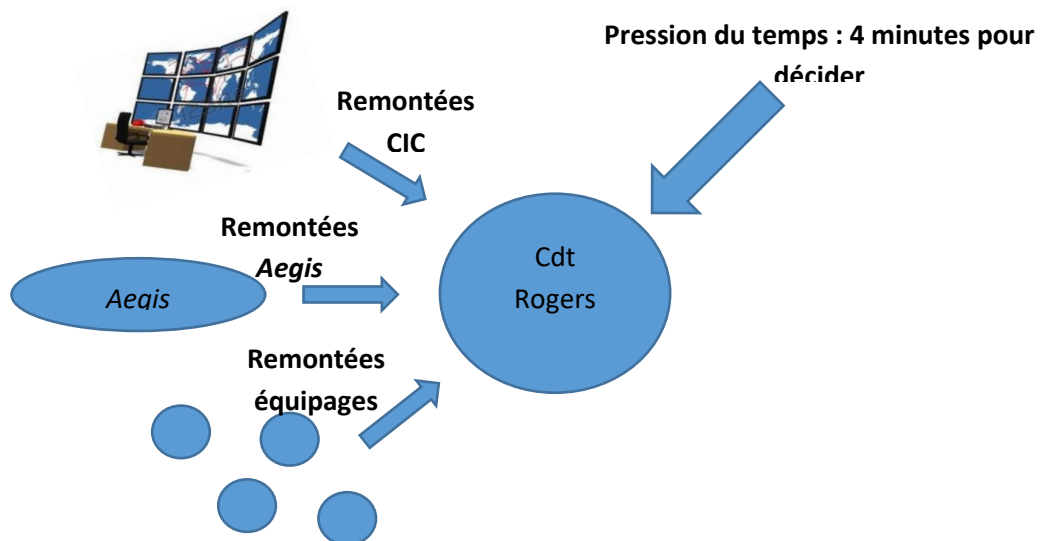 Pression du temps : 4 minutes pour
décider
Remontées
CIC
Remontées
Aegis
Aegis
Cdt
Rogers
Remontées
équipages